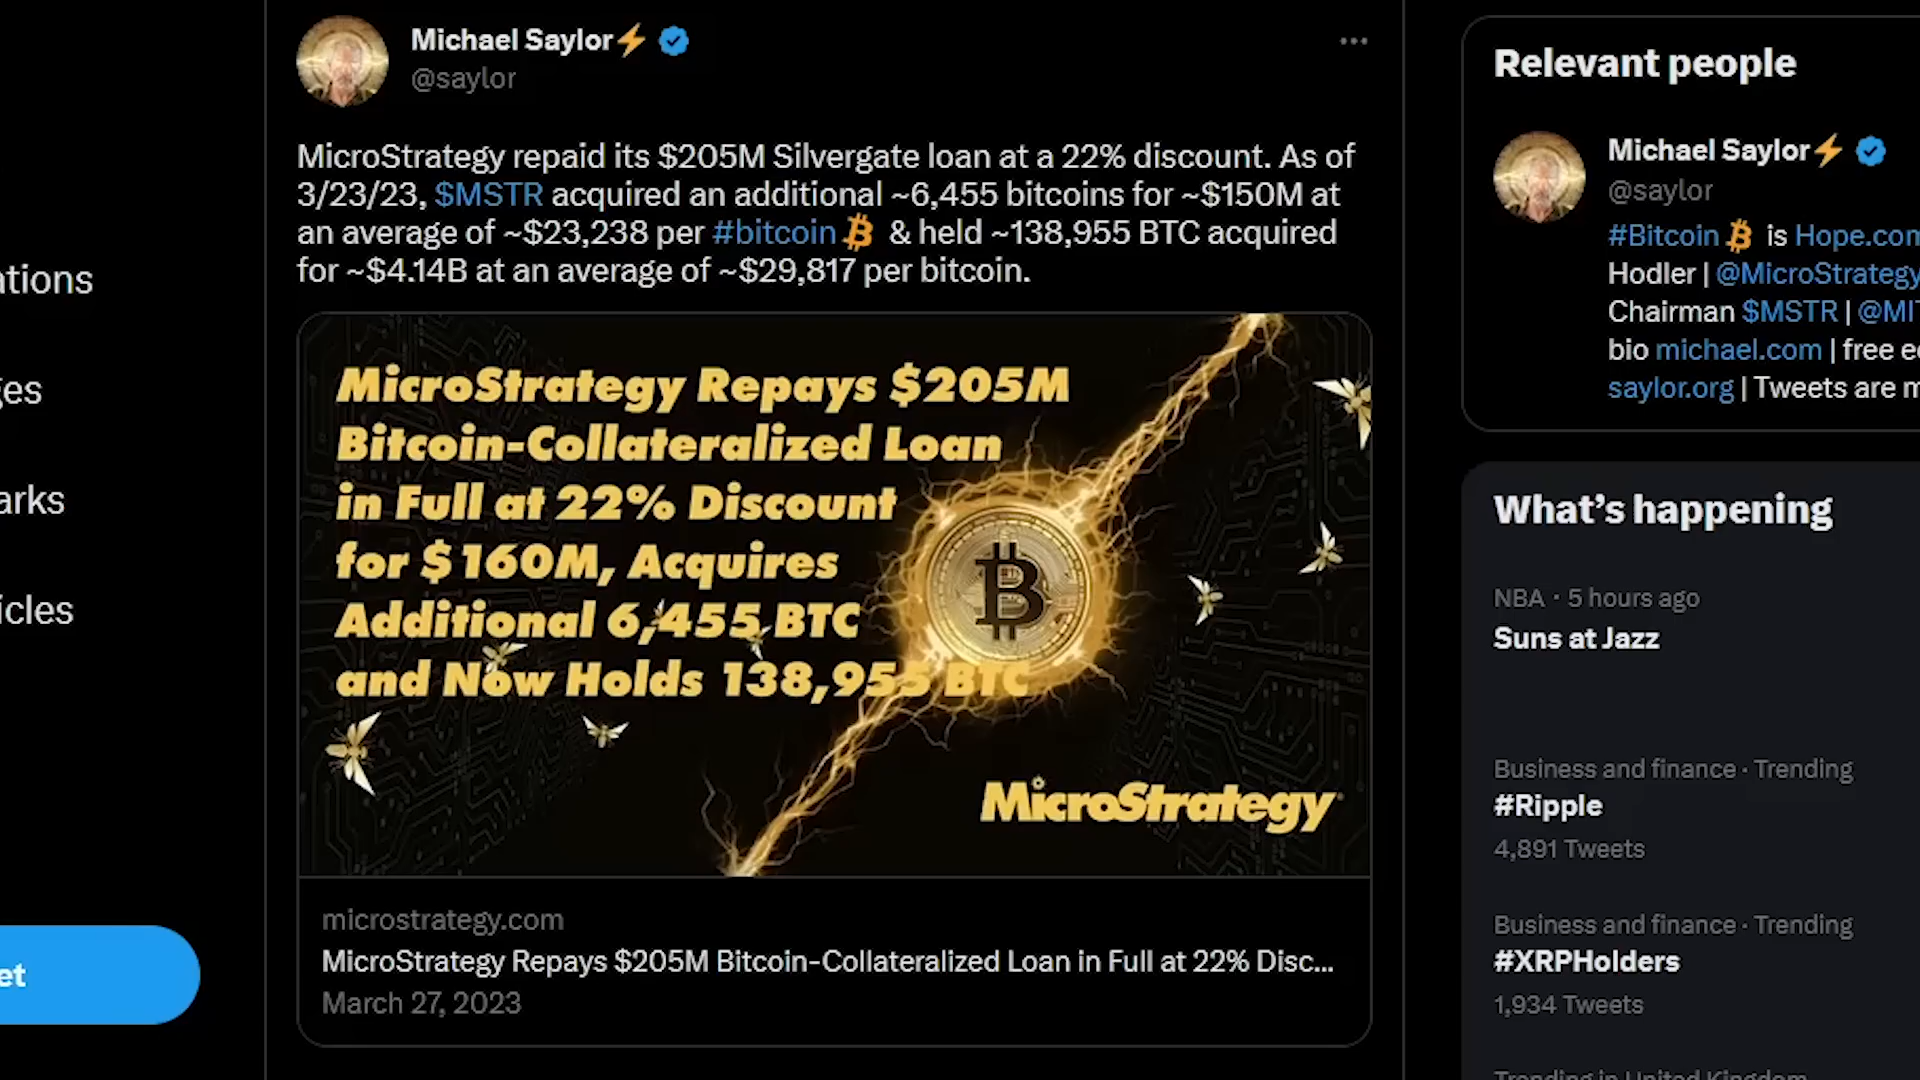 Michael Saylor⚡
@saylor
MicroStrategy repaid its $205M Silvergate loan at a 22% discount. As of
3/23/23, $MSTR acquired an additional ~6,455 bitcoins for ~$150M at
an average of ~$23,238 per #bitcoin & held ~138,955 BTC acquired
for ~$4.14B at an average of ~$29,817 per bitcoin.
MicroStrategy Repays $205M
Bitcoin-Collateralized Loan
in Full at 22% Discount
for $160M, Acquires
Additional 6,455 BTC
and Now Holds 138,955 BTC
MicroStrategy
microstrategy.com
MicroStrategy Repays $205M Bitcoin-Collateralized Loan in Full at 22% Disc...
March 27, 2023
ations
ges
arks
icles
et
Relevant people
Michael Saylor⚡
@saylor
#Bitcoin is Hope.com
Hodler | @MicroStrategy
Chairman $MSTR | @MIT
bio michael.com | free e
saylor.org | Tweets are m
What's happening
NBA · 5 hours ago
Suns at Jazz
Business and finance · Trending
#Ripple
4,891 Tweets
Business and finance · Trending
#XRPHolders
1,934 Tweets
Trending in United Kingdom